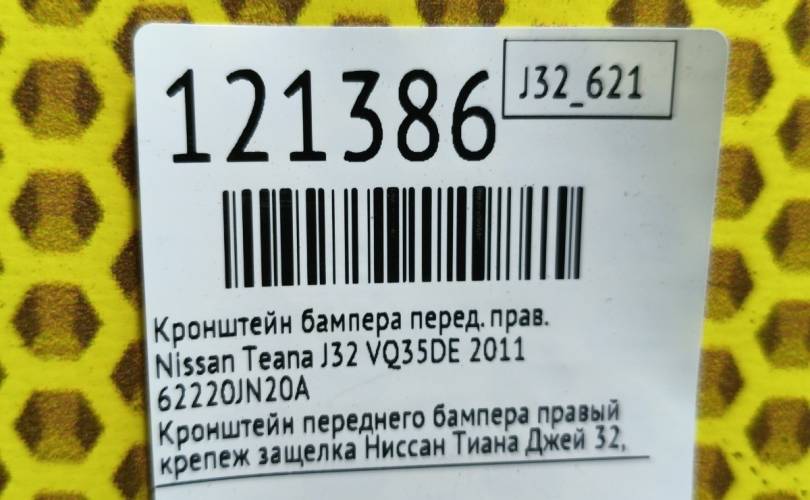 121386
J32_621
Кронштейн бампера перед. прав.
Nissan Teana J32 VQ35DE 2011
62220JN20A
Кронштейн переднего бампера правый
крепеж защелка Ниссан Тиана Джей 32,